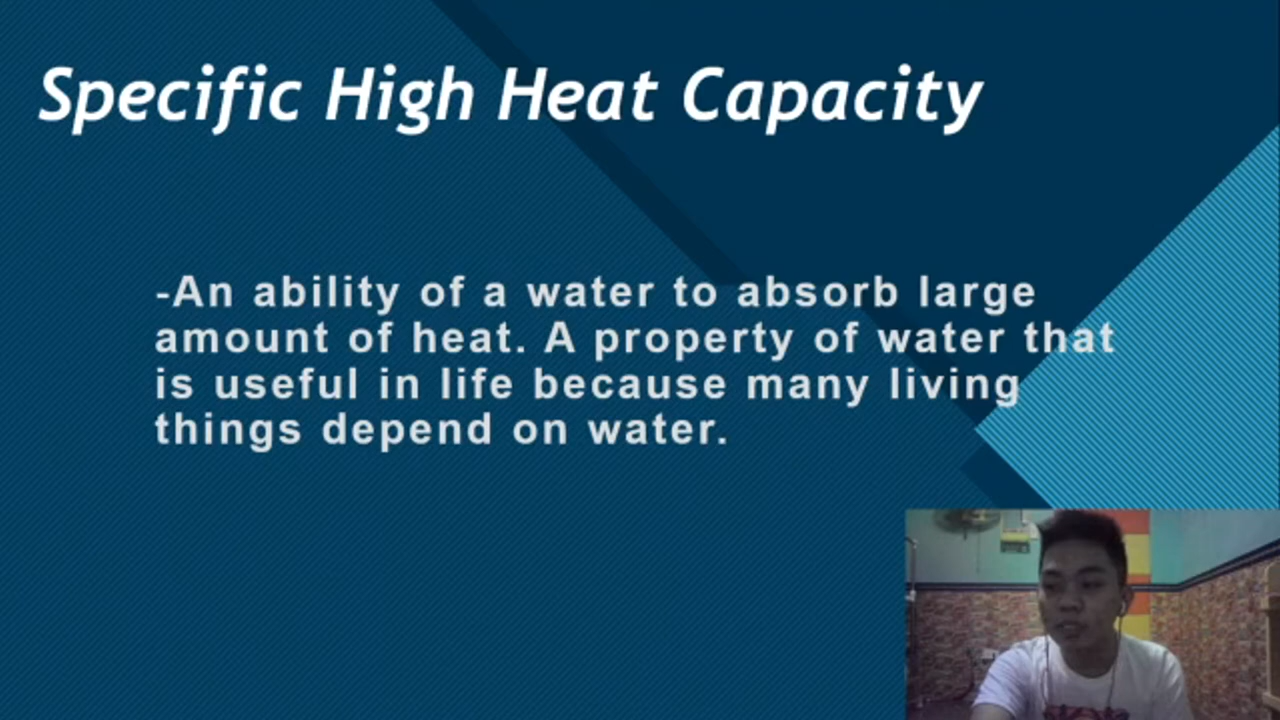 Specific High Heat Capacity
-An ability of a water to absorb large
amount of heat. A property of water that
is useful in life because many living
things depend on water.